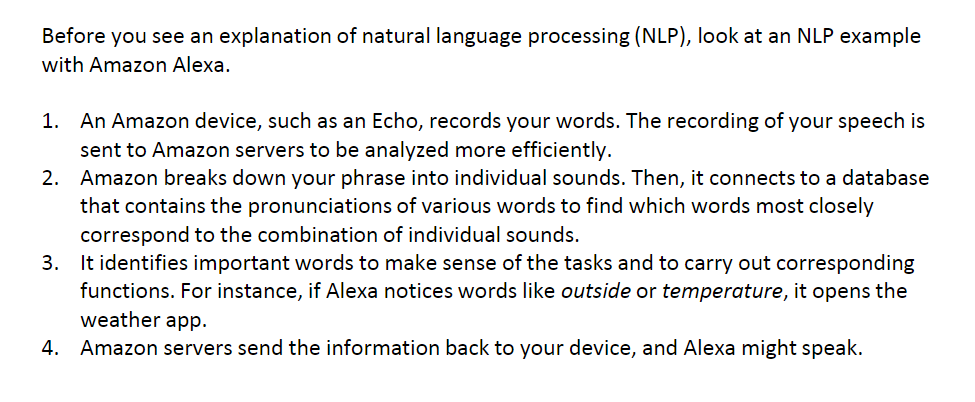 Before you see an explanation of natural language processing (NLP), look at an NLP example
with Amazon Alexa.
1. An Amazon device, such as an Echo, records your words. The recording of your speech is
sent to Amazon servers to be analyzed more efficiently.
2. Amazon breaks down your phrase into individual sounds. Then, it connects to a database
that contains the pronunciations of various words to find which words most closely
correspond to the combination of individual sounds.
3. It identifies important words to make sense of the tasks and to carry out corresponding
functions. For instance, if Alexa notices words like outside or temperature, it opens the
weather app.
4. Amazon servers send the information back to your device, and Alexa might speak.